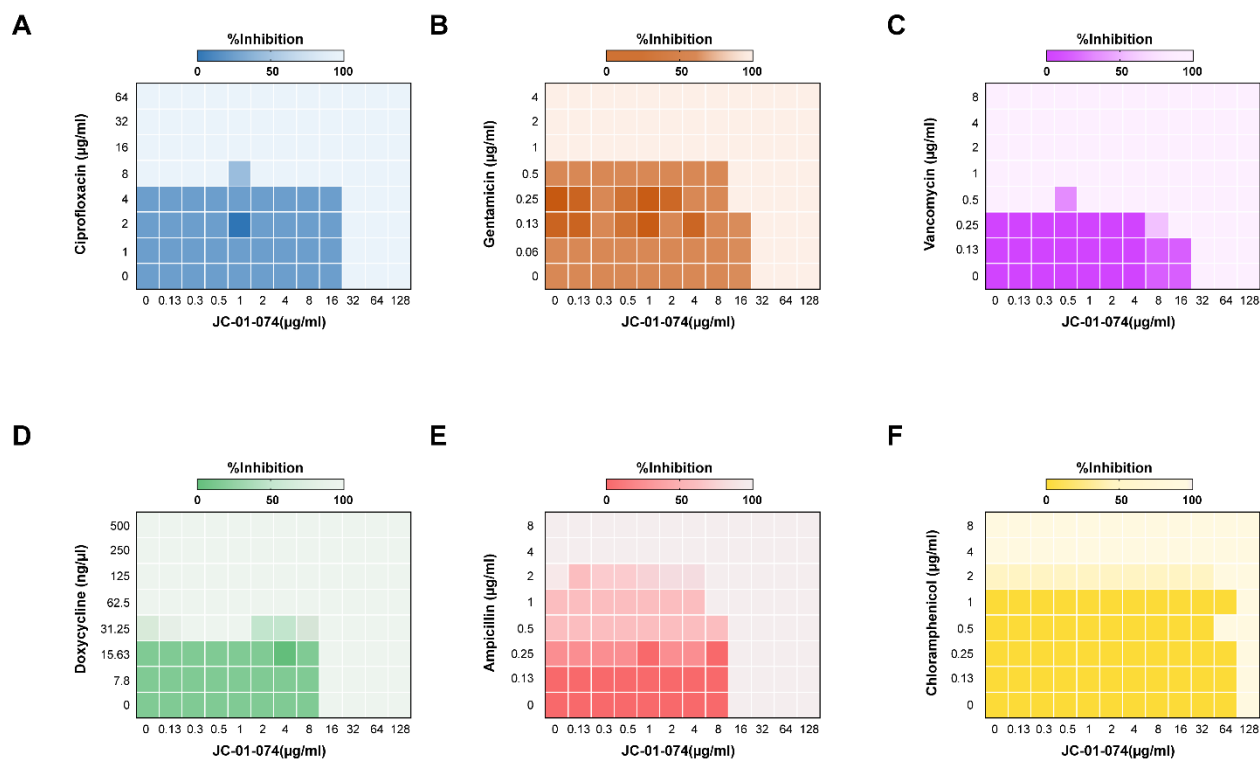 A
%Inhibition
0 50 100
Ciprofloxacin (µg/ml)
64
32
16
8
4
2
1
0
0 0.13 0.3 0.5 1 2 4 8 16 32 64 128
JC-01-074(µg/ml)
B
%Inhibition
0 50 100
Gentamicin (µg/ml)
4
2
1
0.5
0.25
0.13
0.06
0
0 0.13 0.3 0.5 1 2 4 8 16 32 64 128
JC-01-074(µg/ml)
C
%Inhibition
0 50 100
Vancomycin (µg/ml)
8
4
2
1
0.5
0.25
0.13
0
0 0.13 0.3 0.5 1 2 4 8 16 32 64 128
JC-01-074(µg/ml)
D
%Inhibition
0 50 100
Doxycycline (ng/µl)
500
250
125
62.5
31.25
15.63
7.8
0
0 0.13 0.3 0.5 1 2 4 8 16 32 64 128
JC-01-074(µg/ml)
E
%Inhibition
0 50 100
Ampicillin (µg/ml)
8
4
2
1
0.5
0.25
0.13
0
0 0.13 0.3 0.5 1 2 4 8 16 32 64 128
JC-01-074(µg/ml)
F
%Inhibition
0 50 100
Chloramphenicol (µg/ml)
8
4
2
1
0.5
0.25
0.13
0
0 0.13 0.3 0.5 1 2 4 8 16 32 64 128
JC-01-074(µg/ml)